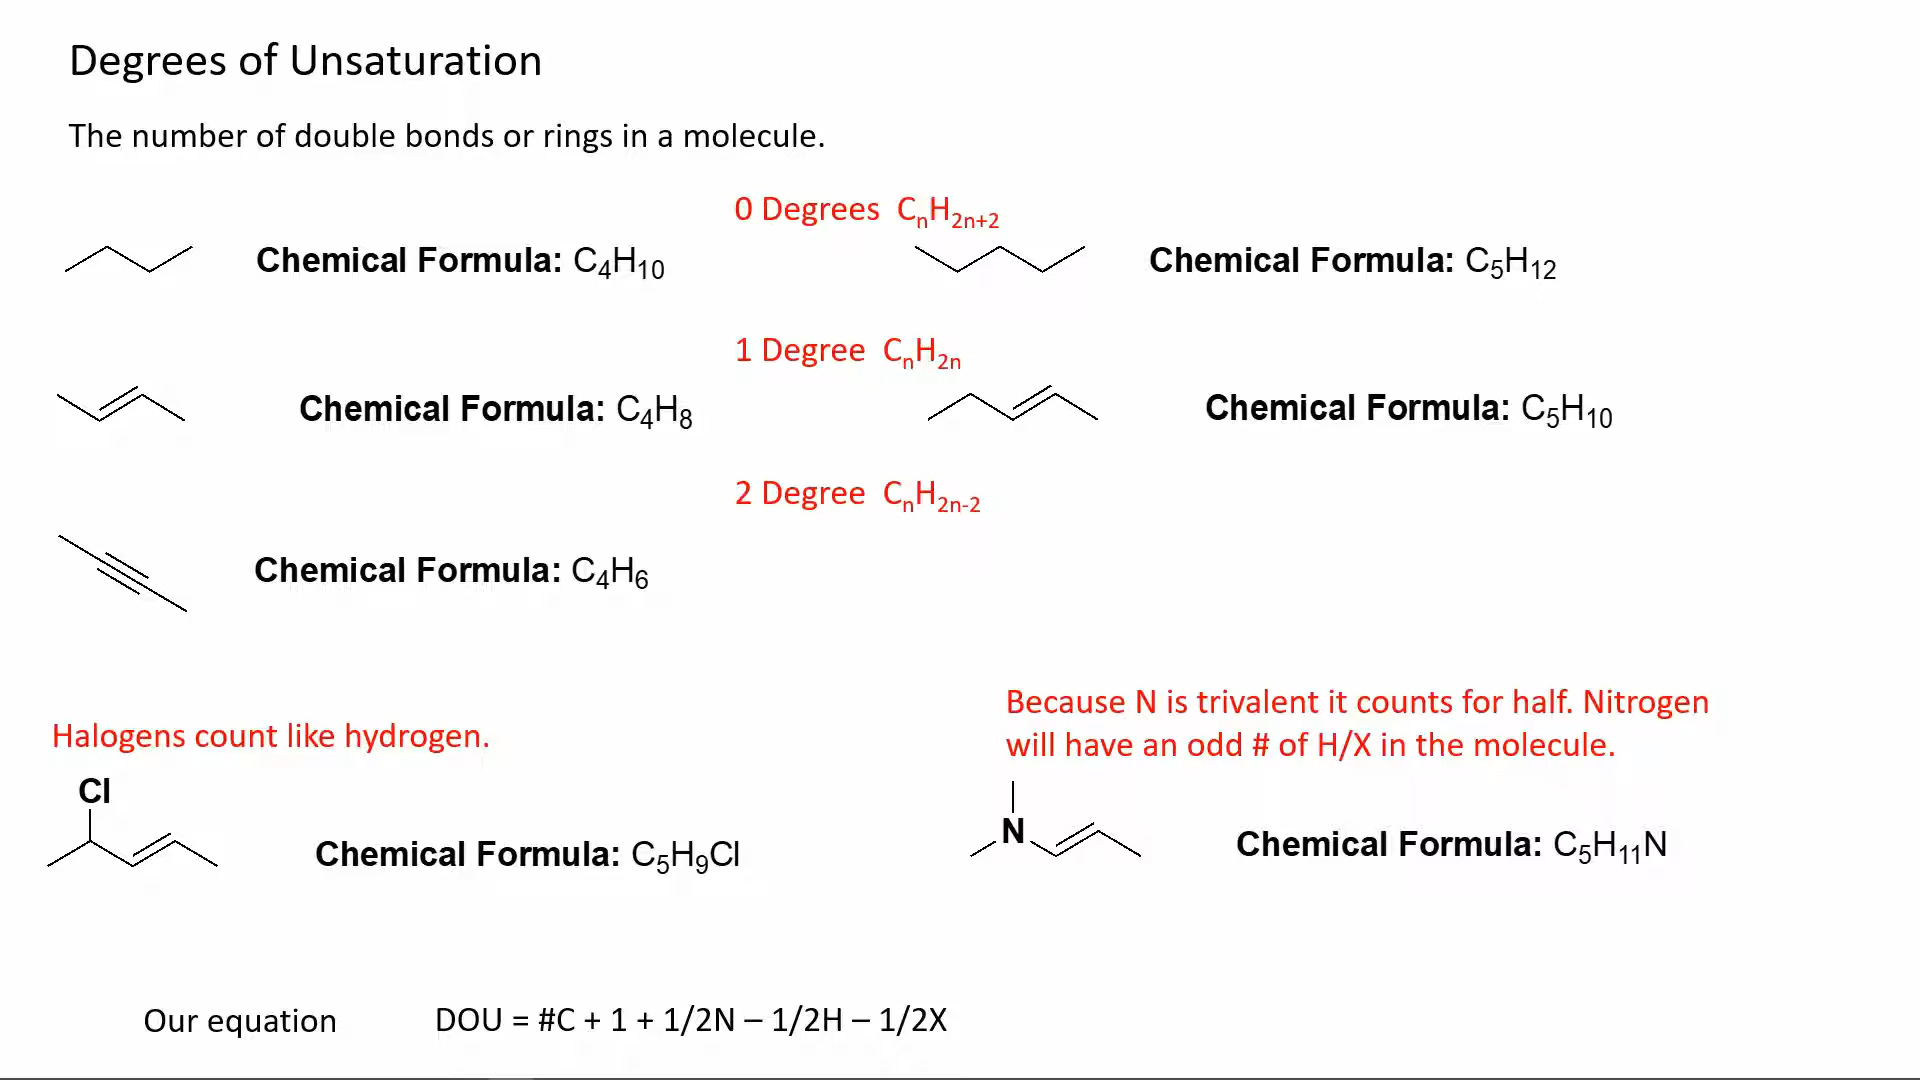 Degrees of Unsaturation
The number of double bonds or rings in a molecule.
0 Degrees CₙH₂ₙ₊₂
Chemical Formula: C₄H₁₀
Chemical Formula: C₅H₁₂
1 Degree CₙH₂ₙ
Chemical Formula: C₄H₈
Chemical Formula: C₅H₁₀
2 Degree CₙH₂ₙ₋₂
Chemical Formula: C₄H₆
Halogens count like hydrogen.
Cl
Chemical Formula: C₅H₉Cl
Because N is trivalent it counts for half. Nitrogen
will have an odd # of H/X in the molecule.
N
Chemical Formula: C₅H₁₁N
Our equation DOU = #C + 1 + 1/2N – 1/2H – 1/2X